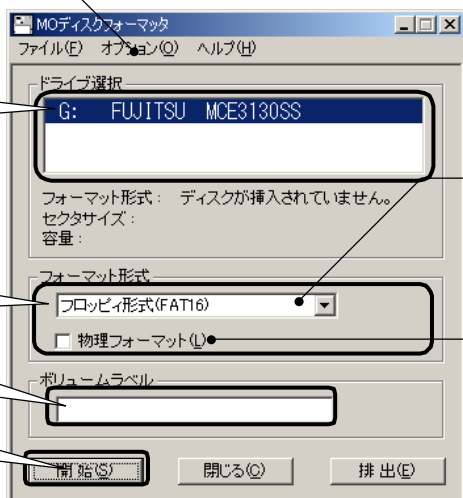 MOディスクフォーマッタ
ファイル(F) オプション(O) ヘルプ(H)
ドライブ選択
G: FUJITSU MCE3130SS
フォーマット形式： ディスクが挿入されていません。
セクタサイズ：
容量：
フォーマット形式
フロッピィ形式(FAT16)
物理フォーマット(L)
ボリュームラベル
開始(S) 閉じる(C) 排出(E)